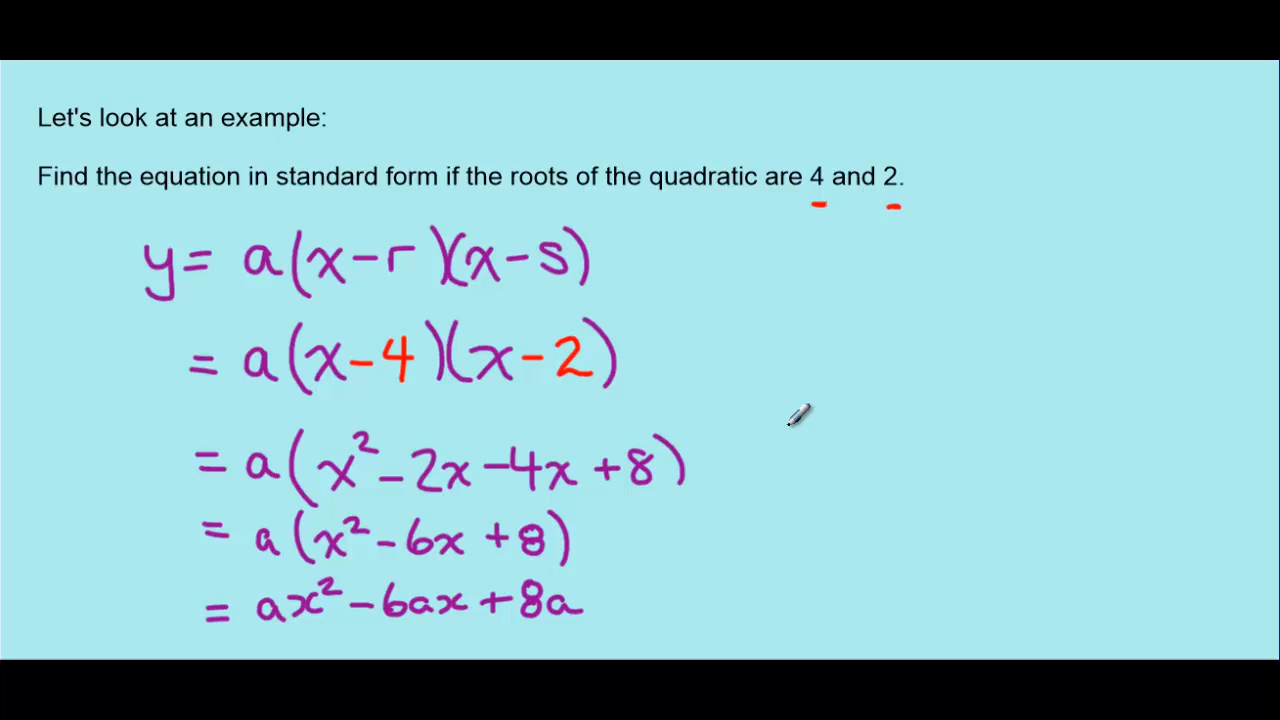 Let's look at an example:
Find the equation in standard form if the roots of the quadratic are 4 and 2.
y= a(x-r)(x-s)
= a(x-4)(x-2)
= a(x²-2x-4x+8)
= a(x²-6x+8)
= ax²-6ax+8a